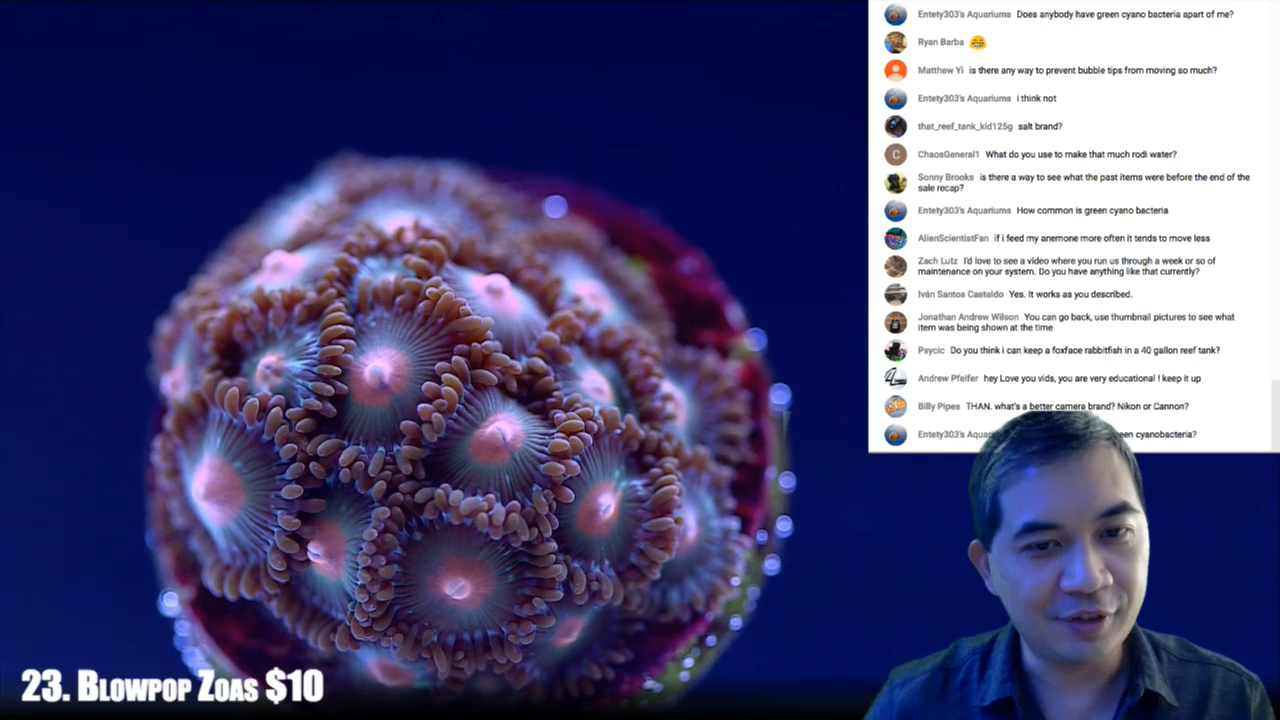 Entety303's Aquariums Does anybody have green cyano bacteria apart of me?
Ryan Barba 😁
Matthew Yi is there any way to prevent bubble tips from moving so much?
Entety303's Aquariums i think not
that_reef_tank_kid125g salt brand?
C ChaosGeneral1 What do you use to make that much rodi water?
Sonny Brooks is there a way to see what the past items were before the end of the
sale recap?
Entety303's Aquariums How common is green cyano bacteria
AlienScientistFan if i feed my anemone more often it tends to move less
Zach Lutz I'd love to see a video where you run us through a week or so of
maintenance on your system. Do you have anything like that currently?
Iván Santos Castaldo Yes. It works as you described.
Jonathan Andrew Wilson You can go back, use thumbnail pictures to see what
item was being shown at the time
Psycic Do you think i can keep a foxface rabbitfish in a 40 gallon reef tank?
Andrew Pfeifer hey Love you vids, you are very educational ! keep it up
Billy Pipes THAN. what's a better camera brand? Nikon or Cannon?
Entety303's cyanobacteria?
23. Blowpop Zoas $10